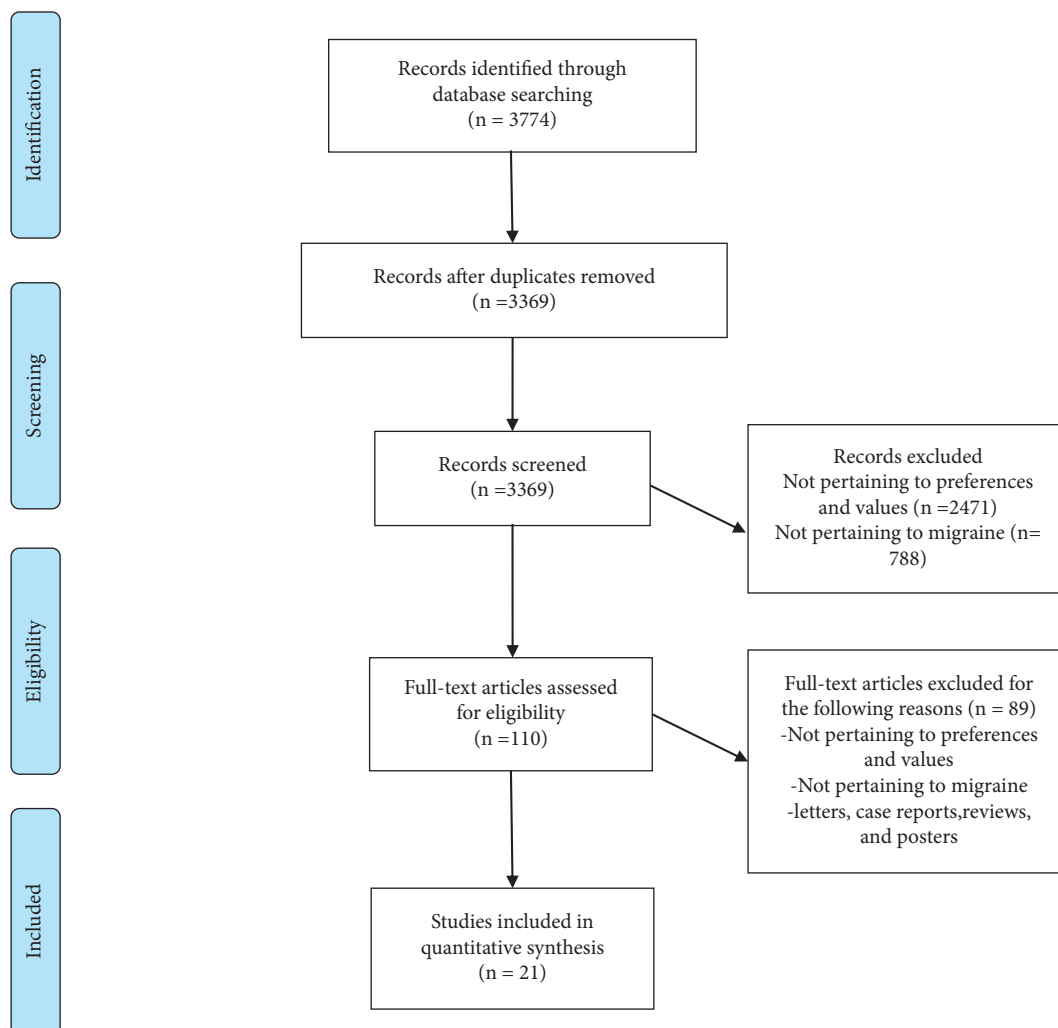 Identification
Records identified through
database searching
(n = 3774)
Records after duplicates removed
(n =3369)
Screening
Records screened
(n =3369)
Records excluded
Not pertaining to preferences
and values (n =2471)
Not pertaining to migraine (n=
788)
Eligibility
Full-text articles assessed
for eligibility
(n =110)
Full-text articles excluded for
the following reasons (n = 89)
-Not pertaining to preferences
and values
-Not pertaining to migraine
-letters, case reports,reviews,
and posters
Included
Studies included in
quantitative synthesis
(n = 21)